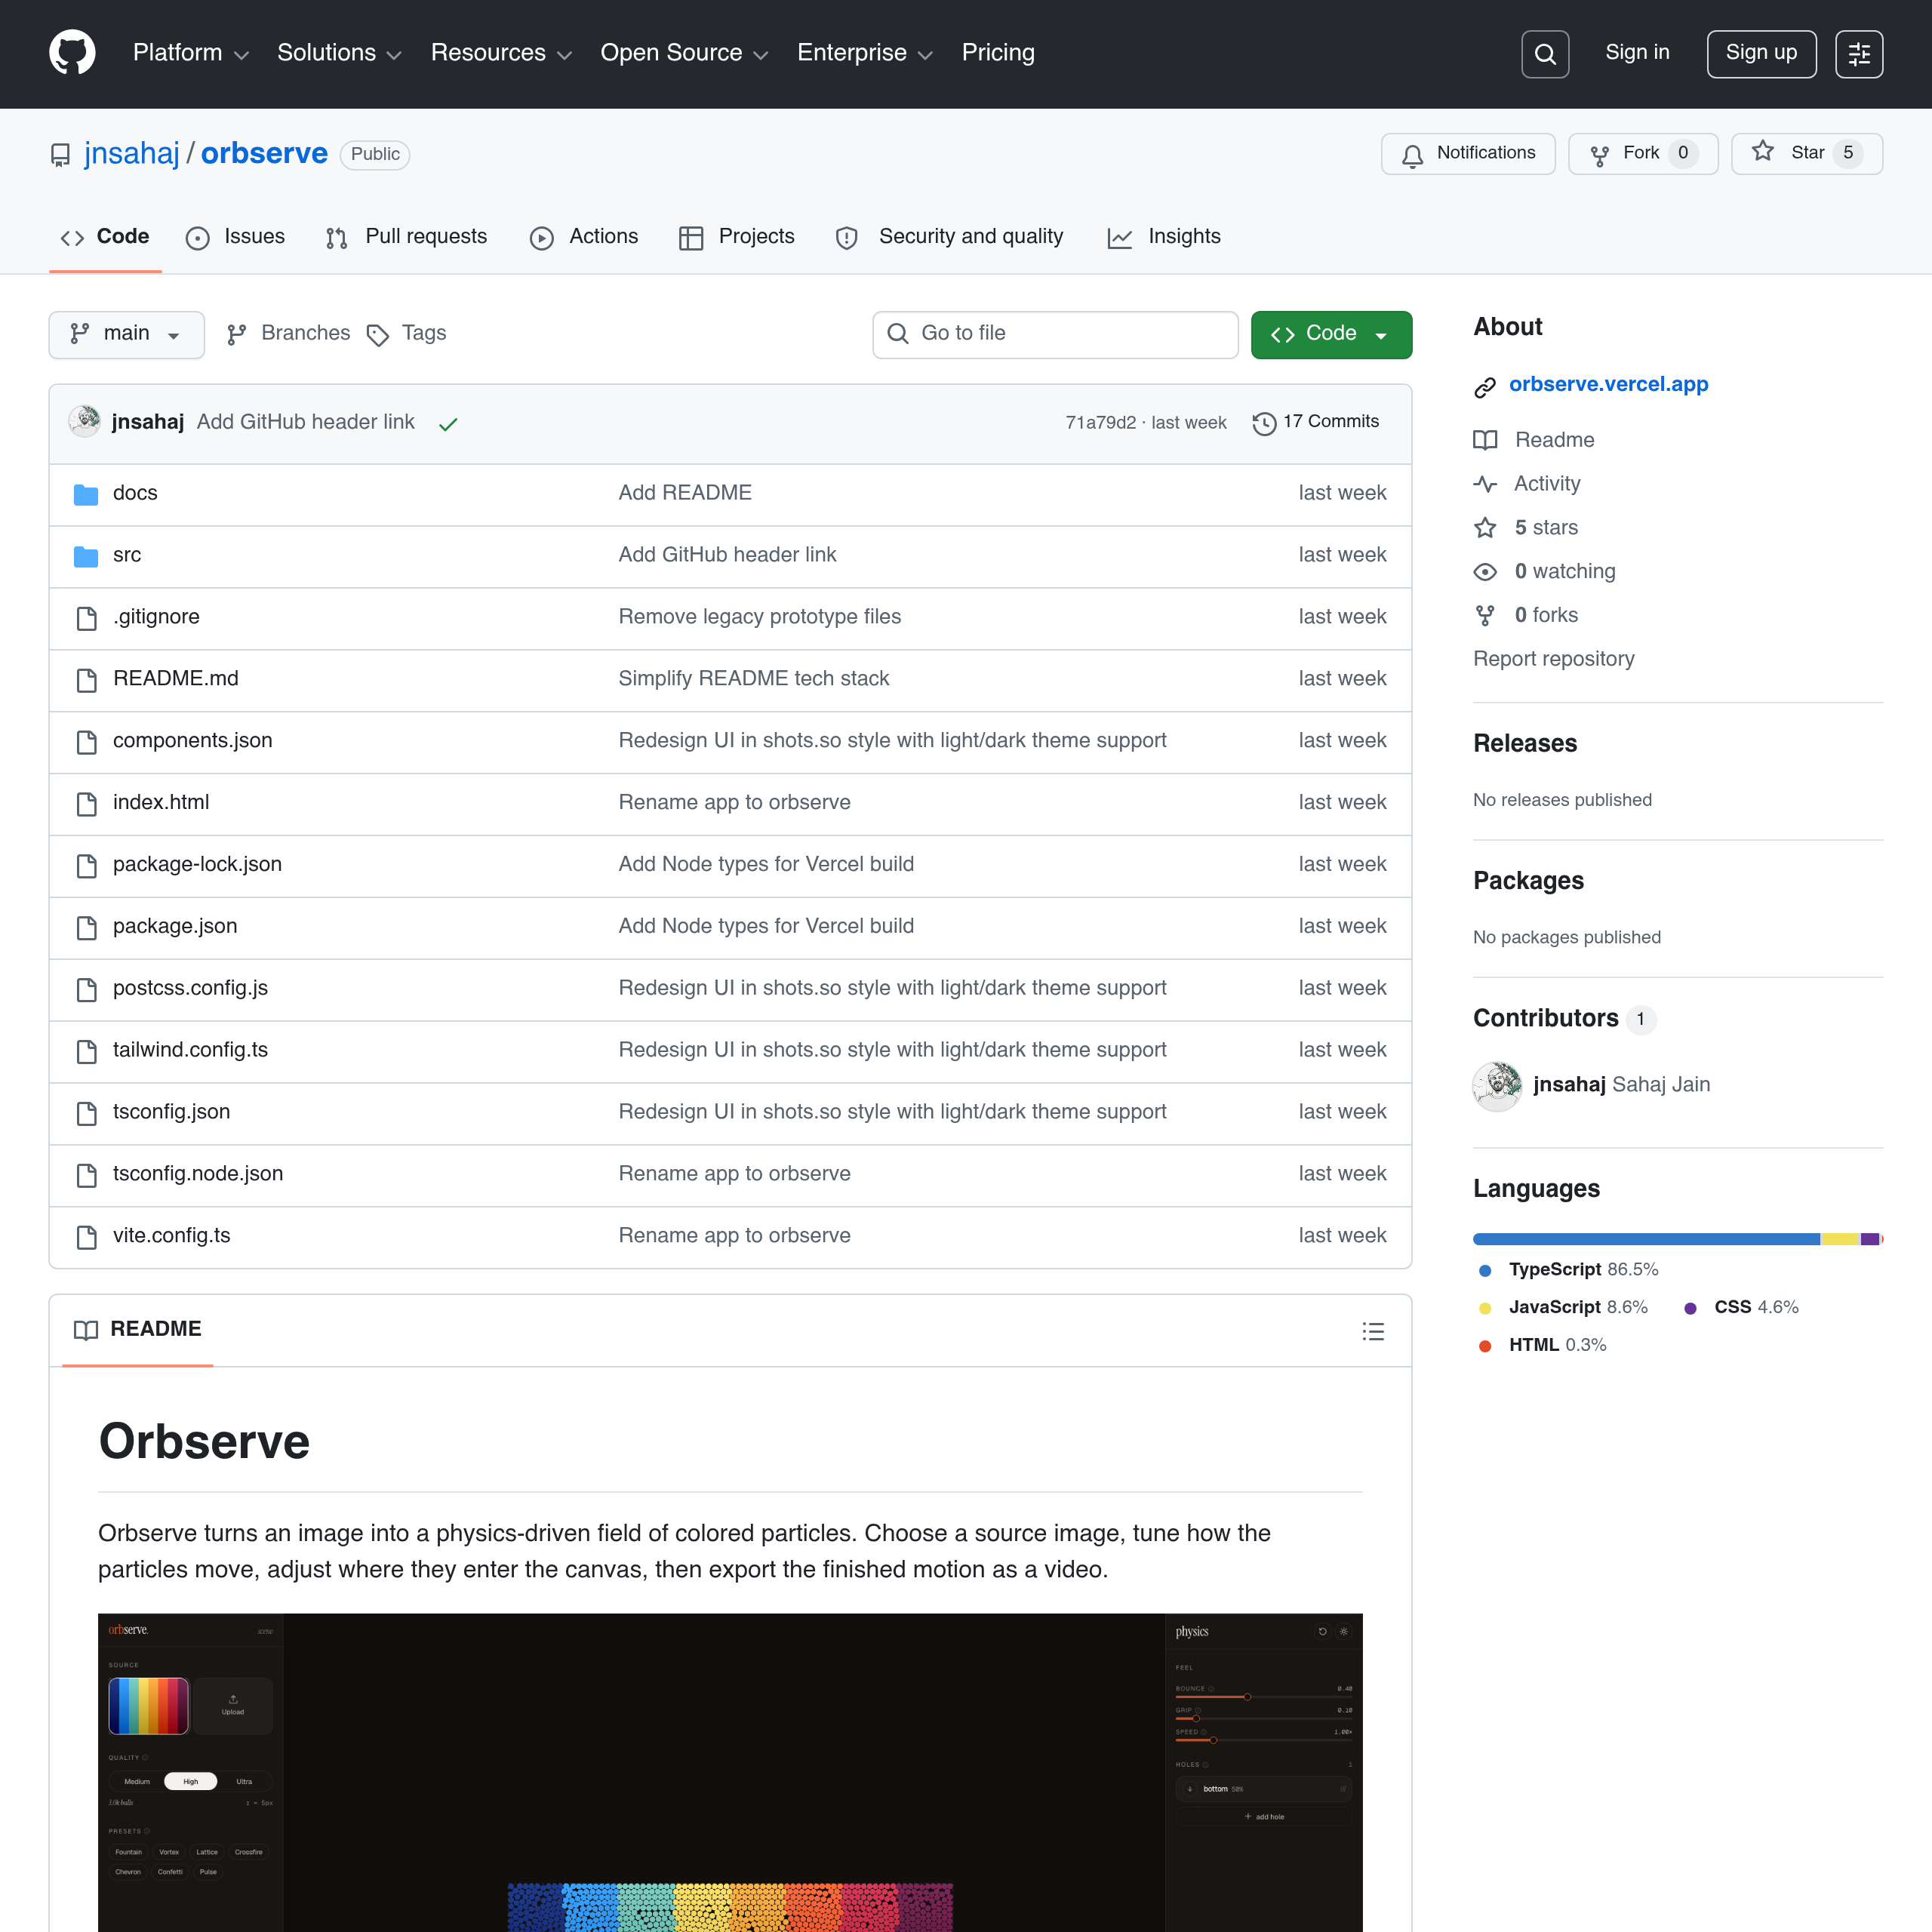 Platform Solutions Resources Open Source Enterprise Pricing Sign in Sign up
jnsahaj / orbserve Public Notifications Fork 0 Star 5
Code Issues Pull requests Actions Projects Security and quality Insights
main Branches Tags Go to file Code
jnsahaj Add GitHub header link 71a79d2 · last week 17 Commits
docs Add README last week
src Add GitHub header link last week
.gitignore Remove legacy prototype files last week
README.md Simplify README tech stack last week
components.json Redesign UI in shots.so style with light/dark theme support last week
index.html Rename app to orbserve last week
package-lock.json Add Node types for Vercel build last week
package.json Add Node types for Vercel build last week
postcss.config.js Redesign UI in shots.so style with light/dark theme support last week
tailwind.config.ts Redesign UI in shots.so style with light/dark theme support last week
tsconfig.json Redesign UI in shots.so style with light/dark theme support last week
tsconfig.node.json Rename app to orbserve last week
vite.config.ts Rename app to orbserve last week
README
Orbserve
Orbserve turns an image into a physics-driven field of colored particles. Choose a source image, tune how the
particles move, adjust where they enter the canvas, then export the finished motion as a video.
orbserve. scene
SOURCE
Upload
QUALITY
Medium High Ultra
PRESETS
Fountain Vortex Lattice Crossfire
Chevron Confetti Pulse
physics
FEEL
BOUNCE 0.40
GRIP 0.10
SPEED 1.00×
HOLES 1
bottom 50%
+ add hole
About
orbserve.vercel.app
Readme
Activity
5 stars
0 watching
0 forks
Report repository
Releases
No releases published
Packages
No packages published
Contributors 1
jnsahaj Sahaj Jain
Languages
TypeScript 86.5%
JavaScript 8.6% CSS 4.6%
HTML 0.3%